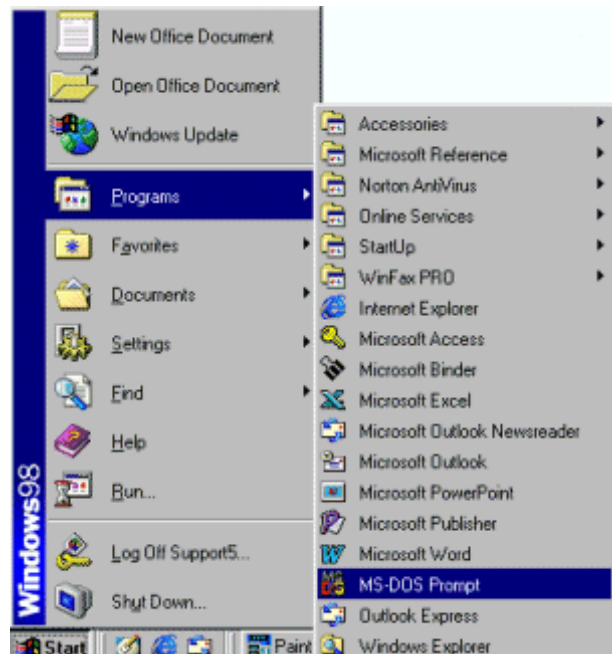 New Office Document
Open Office Document
Windows Update
Programs
Favorites
Documents
Settings
Find
Help
Run...
Log Off Support5...
Shut Down...
Windows98
Accessories
Microsoft Reference
Norton AntiVirus
Online Services
StartUp
WinFax PRO
Internet Explorer
Microsoft Access
Microsoft Binder
Microsoft Excel
Microsoft Outlook Newsreader
Microsoft Outlook
Microsoft PowerPoint
Microsoft Publisher
Microsoft Word
MS-DOS Prompt
Outlook Express
Windows Explorer
Start
Paint